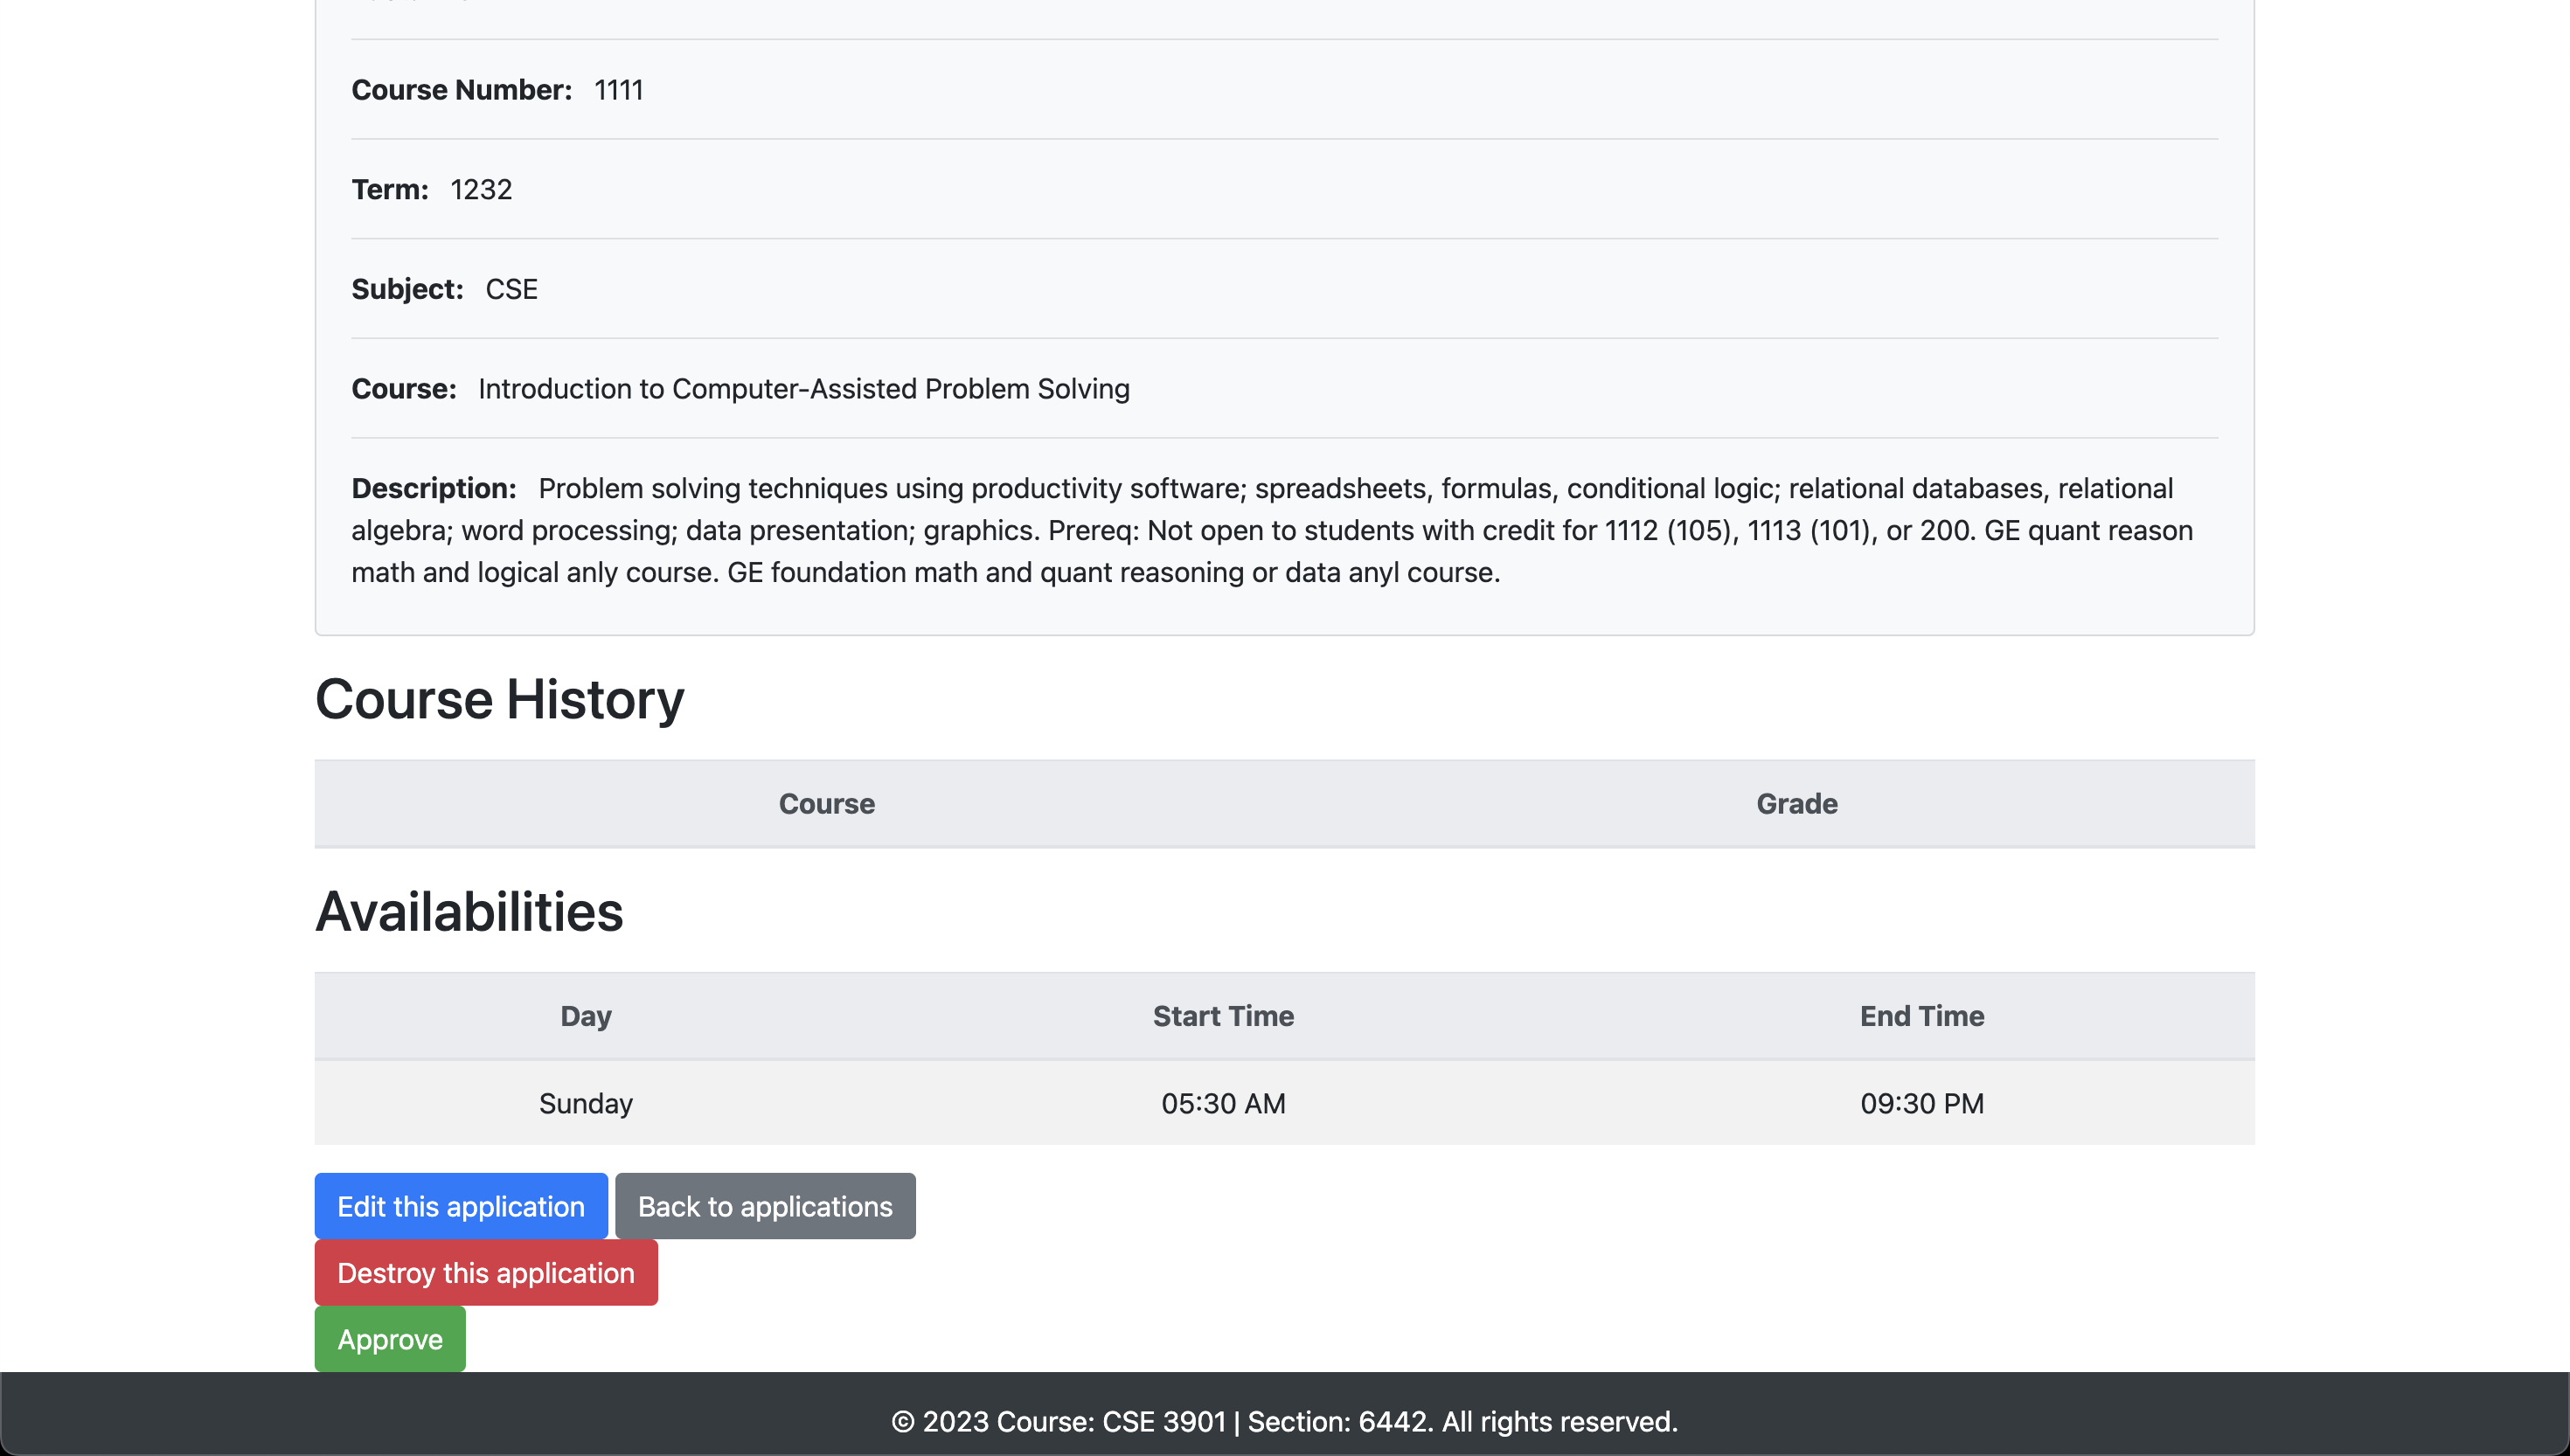 Course Number: 1111
Term: 1232
Subject: CSE
Course: Introduction to Computer-Assisted Problem Solving
Description: Problem solving techniques using productivity software; spreadsheets, formulas, conditional logic; relational databases, relational
algebra; word processing; data presentation; graphics. Prereq: Not open to students with credit for 1112 (105), 1113 (101), or 200. GE quant reason
math and logical anly course. GE foundation math and quant reasoning or data anyl course.
Course History
Course Grade
Availabilities
Day Start Time End Time
Sunday 05:30 AM 09:30 PM
Edit this application Back to applications
Destroy this application
Approve
© 2023 Course: CSE 3901 | Section: 6442. All rights reserved.